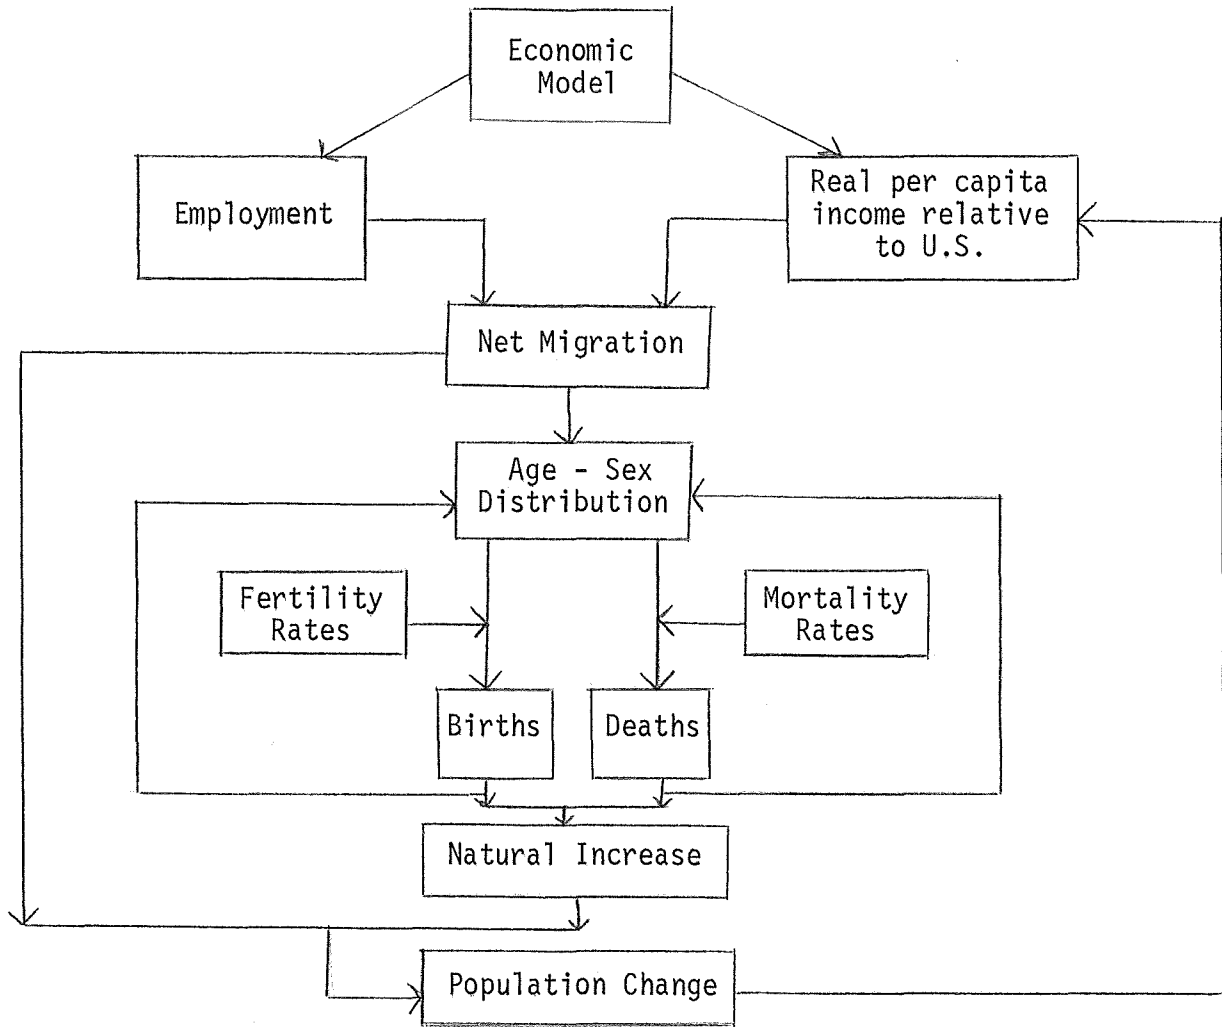 Economic
Model
Employment
Real per capita
income relative
to U.S.
Net Migration
Age - Sex
Distribution
Fertility
Rates
Mortality
Rates
Births
Deaths
Natural Increase
Population Change